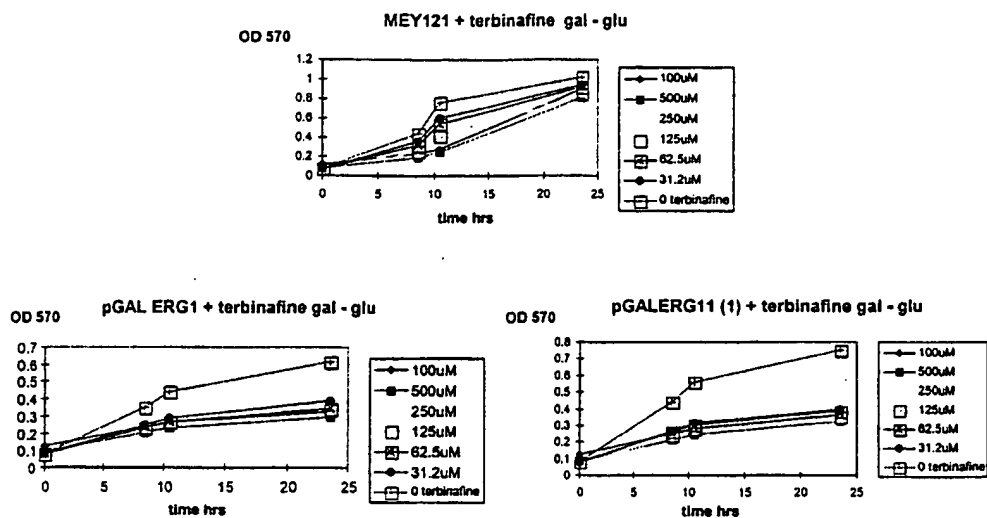 MEY121 + terbinafine gal - glu
OD 570
1.2
1
0.8
0.6
0.4
0.2
0
0 5 10 15 20 25
time hrs
100uM
500uM
250uM
125uM
62.5uM
31.2uM
0 terbinafine
pGAL ERG1 + terbinafine gal - glu
OD 570
0.7
0.6
0.5
0.4
0.3
0.2
0.1
0
0 5 10 15 20 25
time hrs
100uM
500uM
250uM
125uM
62.5uM
31.2uM
0 terbinafine
pGALERG11 (1) + terbinafine gal - glu
OD 570
0.8
0.7
0.6
0.5
0.4
0.3
0.2
0.1
0
0 5 10 15 20 25
time hrs
100uM
500uM
250uM
125uM
62.5uM
31.2uM
0 terbinafine